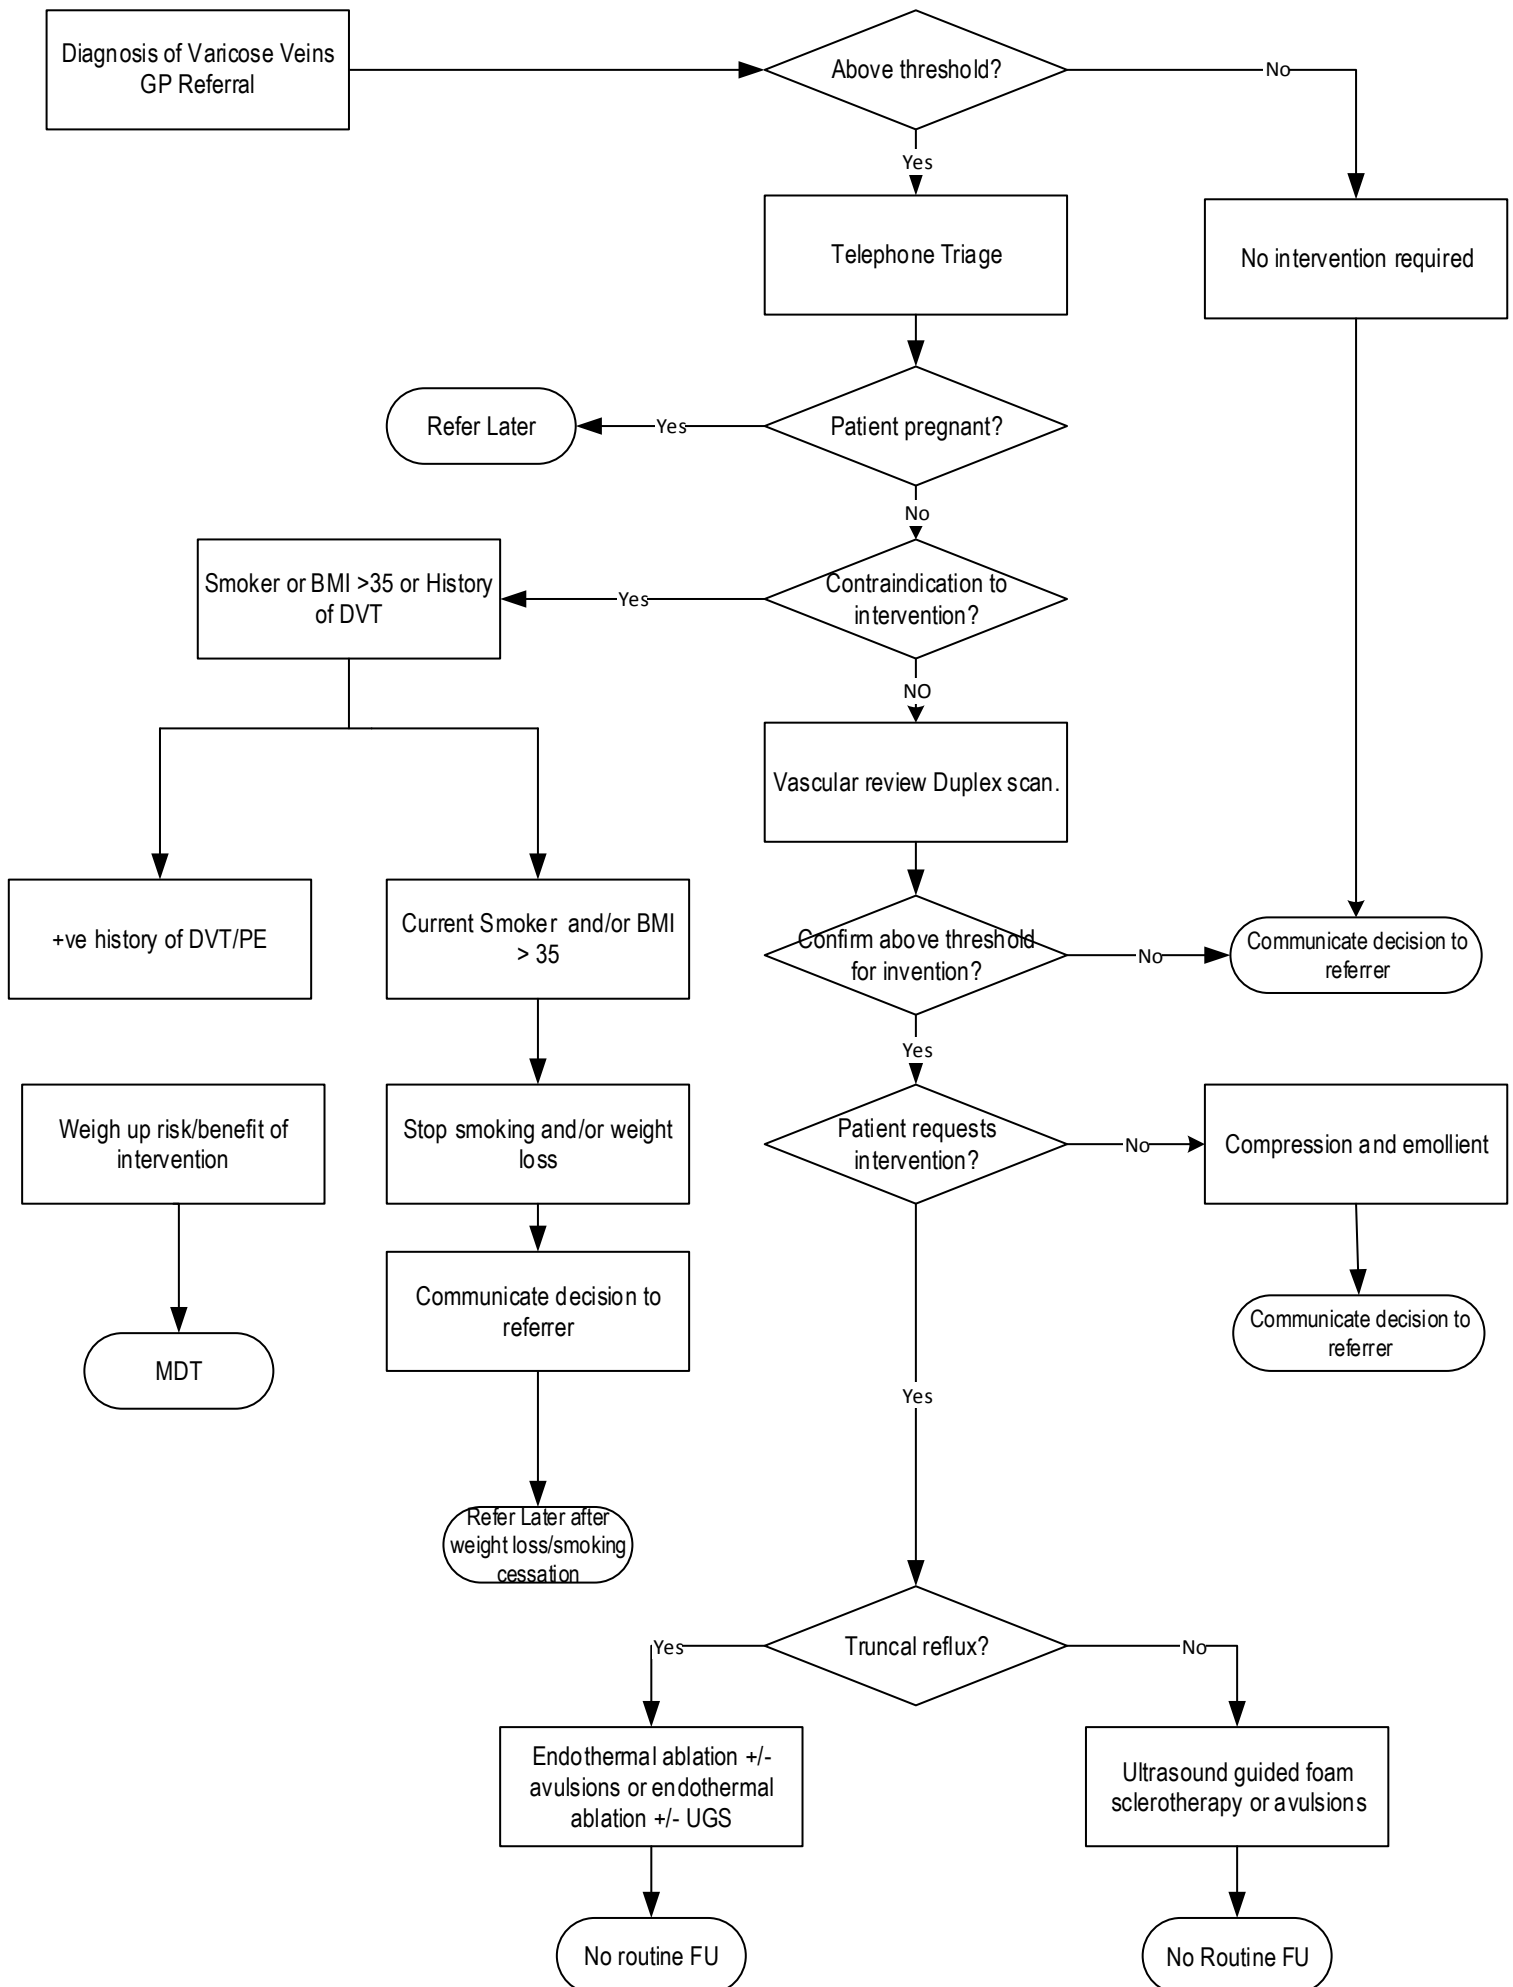 Diagnosis of Varicose Veins
GP Referral
Above threshold?
No
Yes
Telephone Triage
No intervention required
Refer Later
Yes
Patient pregnant?
No
Smoker or BMI >35 or History
of DVT
Yes
Contraindication to
intervention?
NO
Vascular review Duplex scan.
+ve history of DVT/PE
Current Smoker and/or BMI
> 35
Confirm above threshold
for invention?
No
Communicate decision to
referrer
Yes
Weigh up risk/benefit of
intervention
Stop smoking and/or weight
loss
Patient requests
intervention?
No
Compression and emollient
Communicate decision to
referrer
Communicate decision to
referrer
MDT
Yes
Refer Later after
weight loss/smoking
cessation
Truncal reflux?
Yes
No
Endothermal ablation +/-
avulsions or endothermal
ablation +/- UGS
Ultrasound guided foam
sclerotherapy or avulsions
No routine FU
No Routine FU